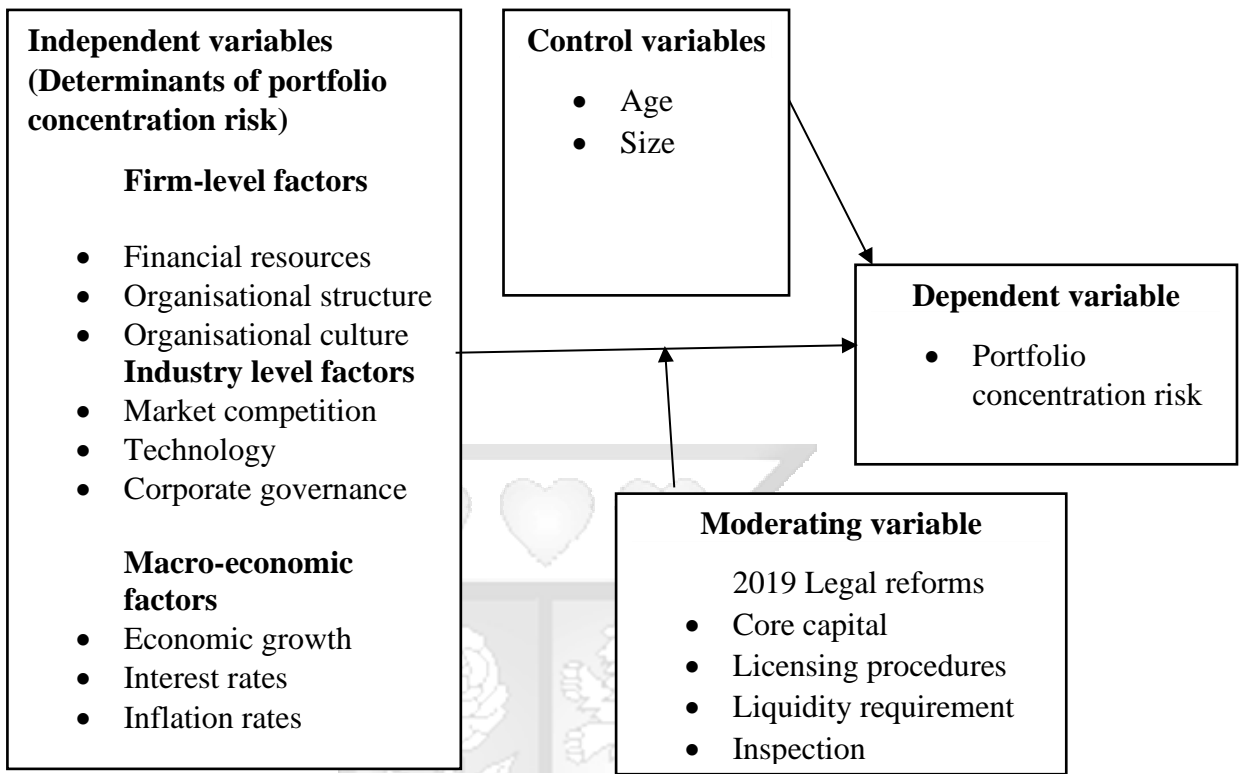 Independent variables
(Determinants of portfolio
concentration risk)
Firm-level factors
• Financial resources
• Organisational structure
• Organisational culture
Industry level factors
• Market competition
• Technology
• Corporate governance
Macro-economic
factors
• Economic growth
• Interest rates
• Inflation rates
Control variables
• Age
• Size
Dependent variable
• Portfolio
concentration risk
Moderating variable
2019 Legal reforms
• Core capital
• Licensing procedures
• Liquidity requirement
• Inspection